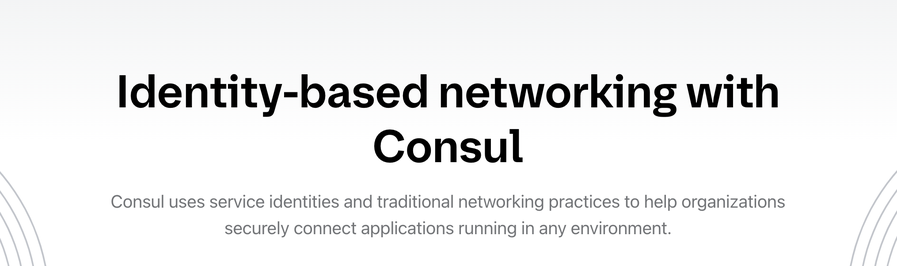 Identity-based networking with
Consul
Consul uses service identities and traditional networking practices to help organizations
securely connect applications running in any environment.